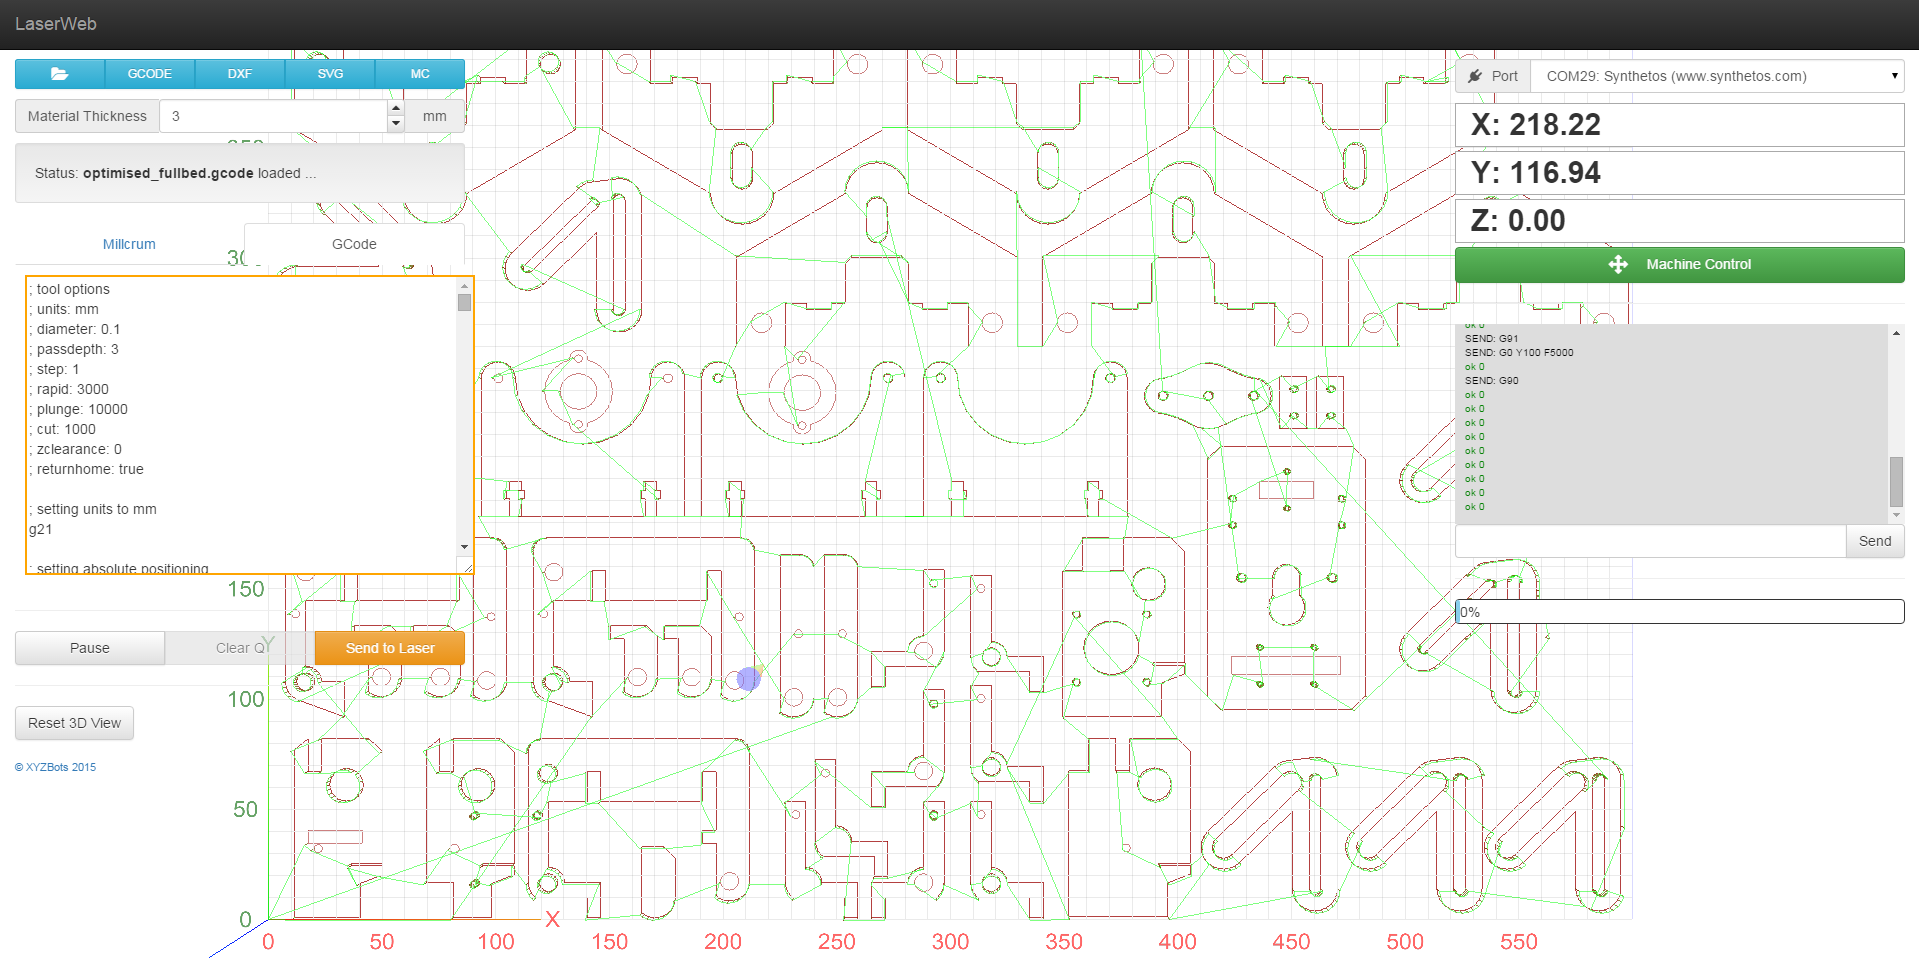 LaserWeb
GCODE
DXF
SVG
MC
Material Thickness
3
mm
Status: optimised_fullbed.gcode loaded ...
Millcrum
GCode
; tool options
; units: mm
; diameter: 0.1
; passdepth: 3
; step: 1
; rapid: 3000
; plunge: 10000
; cut: 1000
; zclearance: 0
; returnhome: true
; setting units to mm
g21
; setting absolute positioning
Pause
Clear Q
Send to Laser
Reset 3D View
© XYZBots 2015
150
Y
100
50
0
X
0
50
100
150
200
250
300
350
400
450
500
550
Port
COM29: Synthetos (www.synthetos.com)
X: 218.22
Y: 116.94
Z: 0.00
Machine Control
ok 0
SEND: G91
SEND: G0 Y100 F5000
ok 0
SEND: G90
ok 0
ok 0
ok 0
ok 0
ok 0
ok 0
ok 0
ok 0
Send
0%